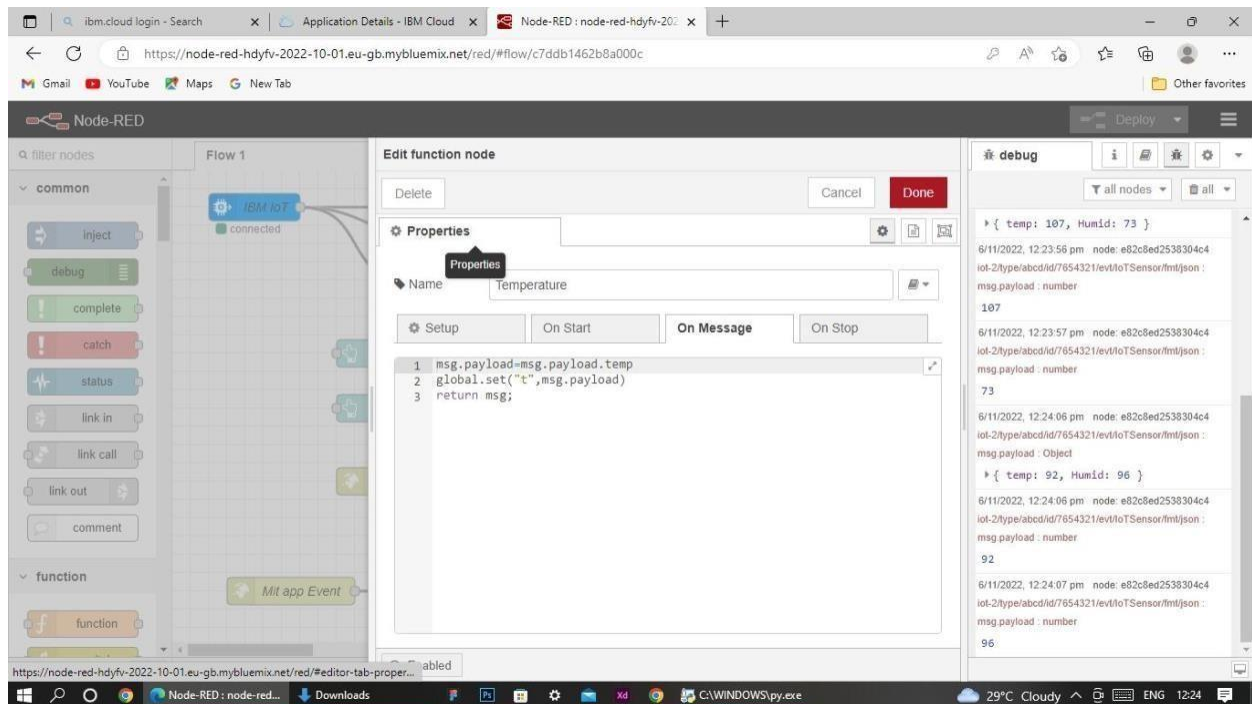 ibm.cloud login - Search
Application Details - IBM Cloud
Node-RED : node-red-hdyfv-202
https://node-red-hdyfv-2022-10-01.eu-gb.mybluemix.net/red/#flow/c7ddb1462b8a000c
Gmail YouTube Maps New Tab Other favorites
Node-RED Deploy
filter nodes
common
inject
debug
complete
catch
status
link in
link call
link out
comment
function
function
Flow 1
IBM IoT
connected
Mit app Event
Edit function node
Delete Cancel Done
Properties
Properties
Name Temperature
Setup On Start On Message On Stop
1 msg.payload=msg.payload.temp
2 global.set("t",msg.payload)
3 return msg;
debug
all nodes all
{ temp: 107, Humid: 73 }
6/11/2022, 12:23:56 pm node: e82c8ed2538304c4
iot-2/type/abcd/id/7654321/evt/IoTSensor/fmt/json :
msg.payload : number
107
6/11/2022, 12:23:57 pm node: e82c8ed2538304c4
iot-2/type/abcd/id/7654321/evt/IoTSensor/fmt/json :
msg.payload : number
73
6/11/2022, 12:24:06 pm node: e82c8ed2538304c4
iot-2/type/abcd/id/7654321/evt/IoTSensor/fmt/json :
msg.payload : Object
{ temp: 92, Humid: 96 }
6/11/2022, 12:24:06 pm node: e82c8ed2538304c4
iot-2/type/abcd/id/7654321/evt/IoTSensor/fmt/json :
msg.payload : number
92
6/11/2022, 12:24:07 pm node: e82c8ed2538304c4
iot-2/type/abcd/id/7654321/evt/IoTSensor/fmt/json :
msg.payload : number
96
https://node-red-hdyfv-2022-10-01.eu-gb.mybluemix.net/red/#editor-tab-proper...
Node-RED : node-red... Downloads Ps Xd C:\WINDOWS\py.exe 29°C Cloudy ENG 12:24